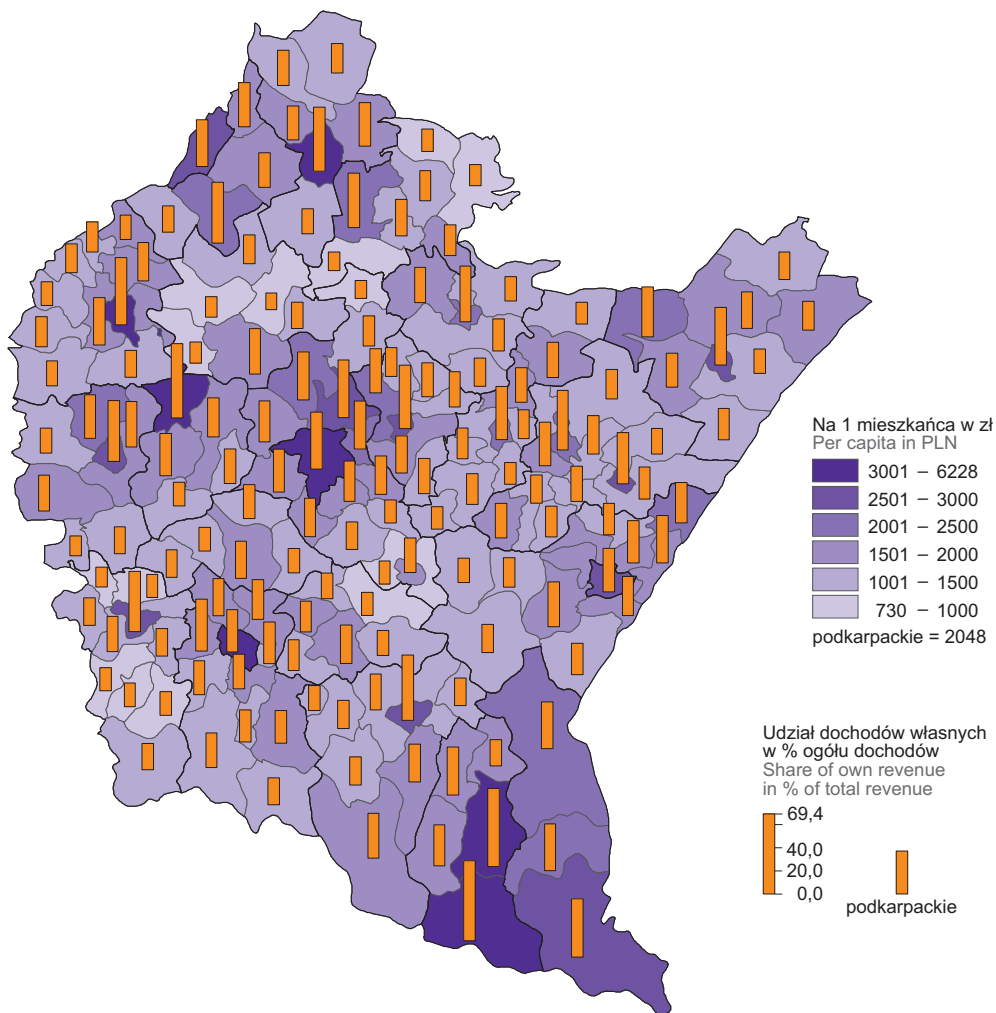 Na 1 mieszkańca w zł
Per capita in PLN
3001 – 6228
2501 – 3000
2001 – 2500
1501 – 2000
1001 – 1500
730 – 1000
podkarpackie = 2048
Udział dochodów własnych
w % ogółu dochodów
Share of own revenue
in % of total revenue
69,4
40,0
20,0
0,0
podkarpackie